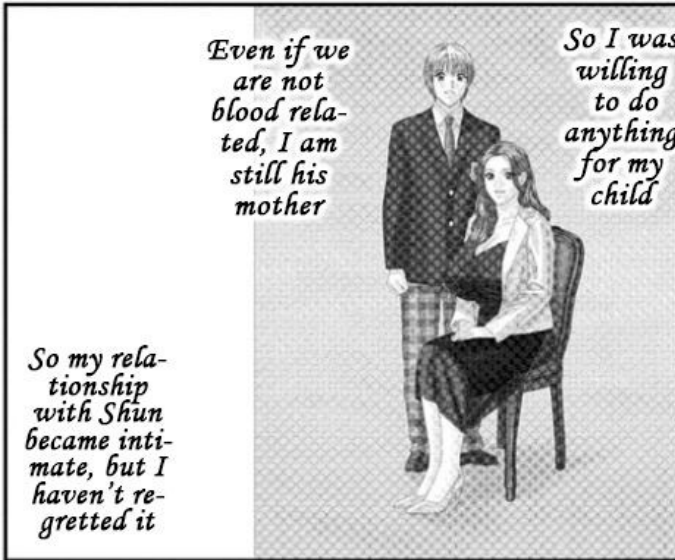 So I was
willing
to do
anything
for my
child
Even if we
are not
blood rela-
ted, I am
still his
mother
So my rela-
tionship
with Shun
became inti-
mate, but I
haven't re-
gretted it